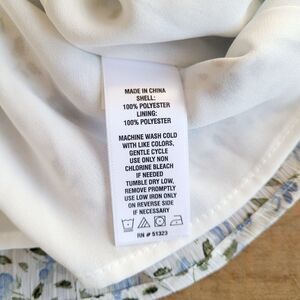 MADE IN CHINA
SHELL:
100% POLYESTER
LINING:
100% POLYESTER
MACHINE WASH COLD
WITH LIKE COLORS,
GENTLE CYCLE
USE ONLY NON
CHLORINE BLEACH
IF NEEDED
TUMBLE DRY LOW,
REMOVE PROMPTLY
USE LOW IRON ONLY
ON REVERSE SIDE
IF NECESSARY
RN # 51323